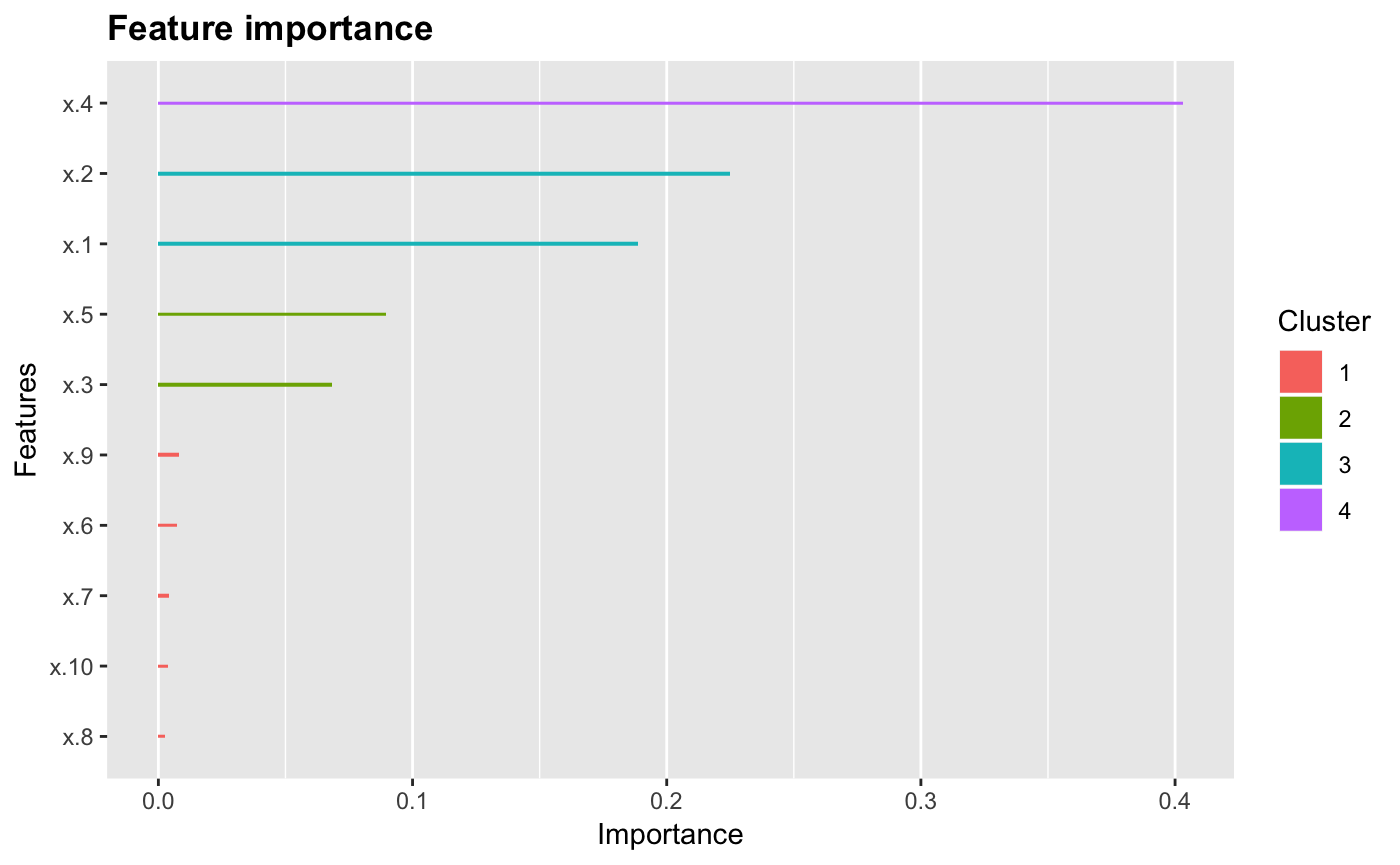 Feature importance
x.4
x.2
x.1
x.5
x.3
x.9
x.6
x.7
x.10
x.8
Features
0.0 0.1 0.2 0.3 0.4
Importance
Cluster
1
2
3
4